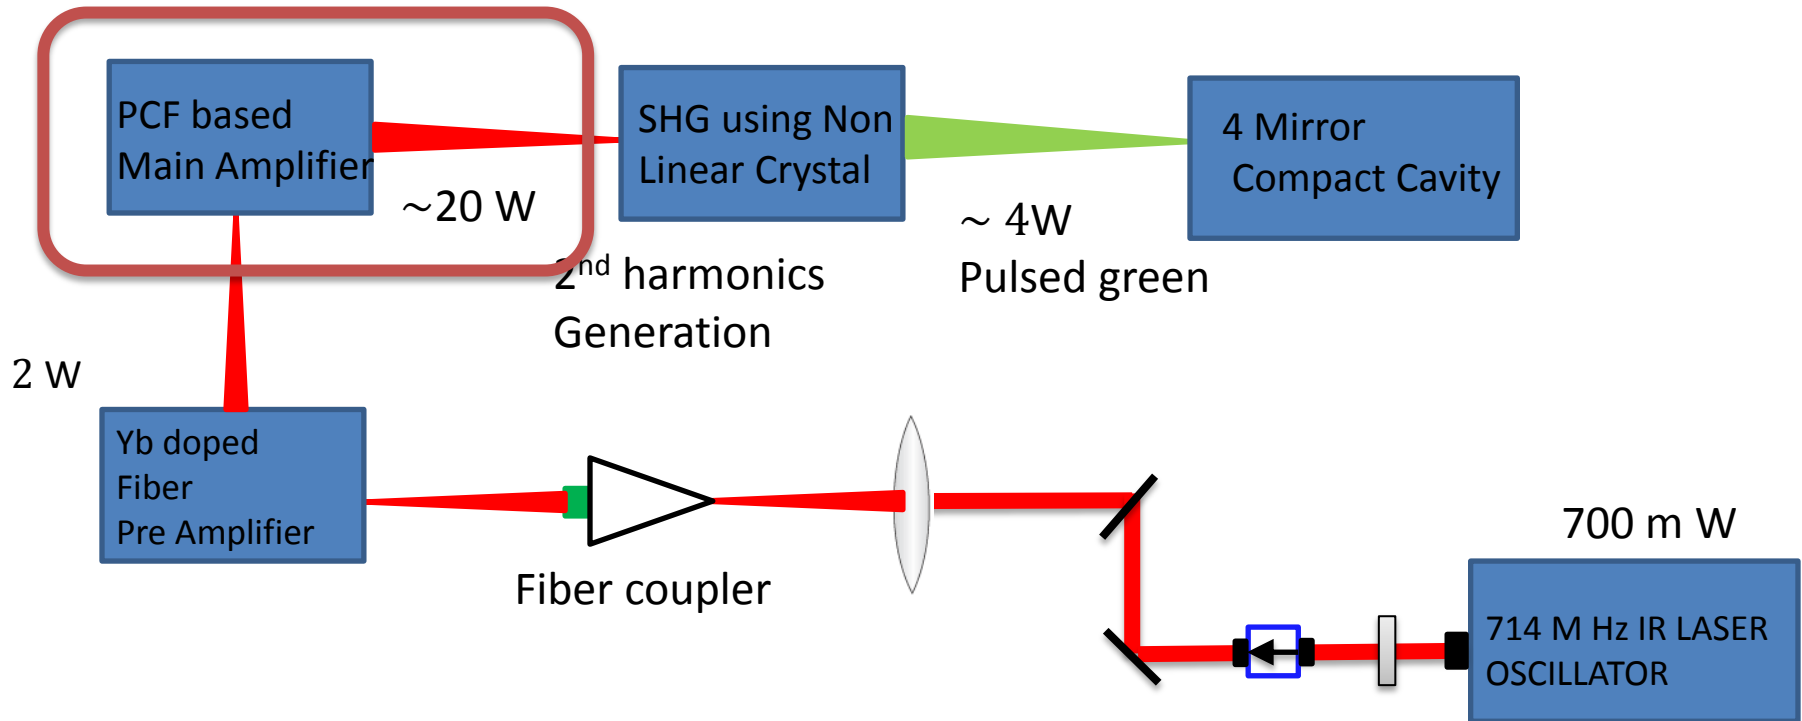 PCF based
Main Amplifier
~20 W
SHG using Non
Linear Crystal
2nd harmonics
Generation
~ 4W
Pulsed green
4 Mirror
Compact Cavity
2 W
Yb doped
Fiber
Pre Amplifier
Fiber coupler
700 m W
714 M Hz IR LASER
OSCILLATOR